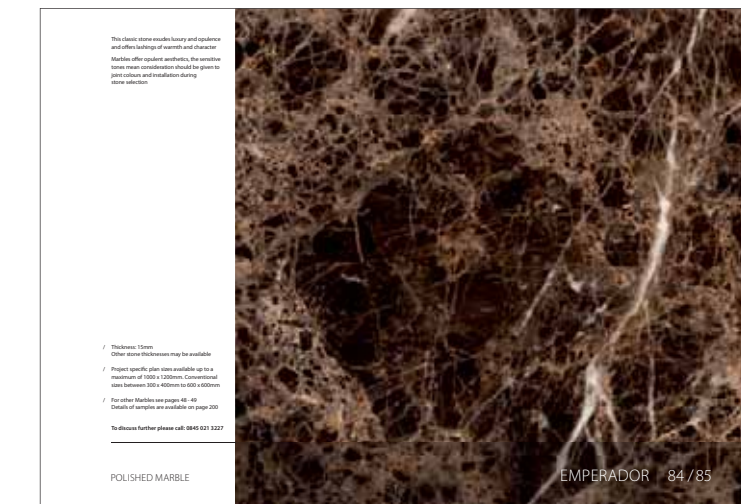 This classic stone exudes luxury and opulence
and offers lashings of warmth and character
Marbles offer opulent aesthetics, the sensitive
tones mean consideration should be given to
joint colours and installation during
stone selection
/ Thickness: 15mm
Other stone thicknesses may be available
/ Project specific plan sizes available up to a
maximum of 1000 x 1200mm. Conventional
sizes between 300 x 400mm to 600 x 600mm
/ For other Marbles see pages 48 - 49
Details of samples are available on page 200
To discuss further please call: 0845 021 3227
POLISHED MARBLE
EMPERADOR 84 / 85